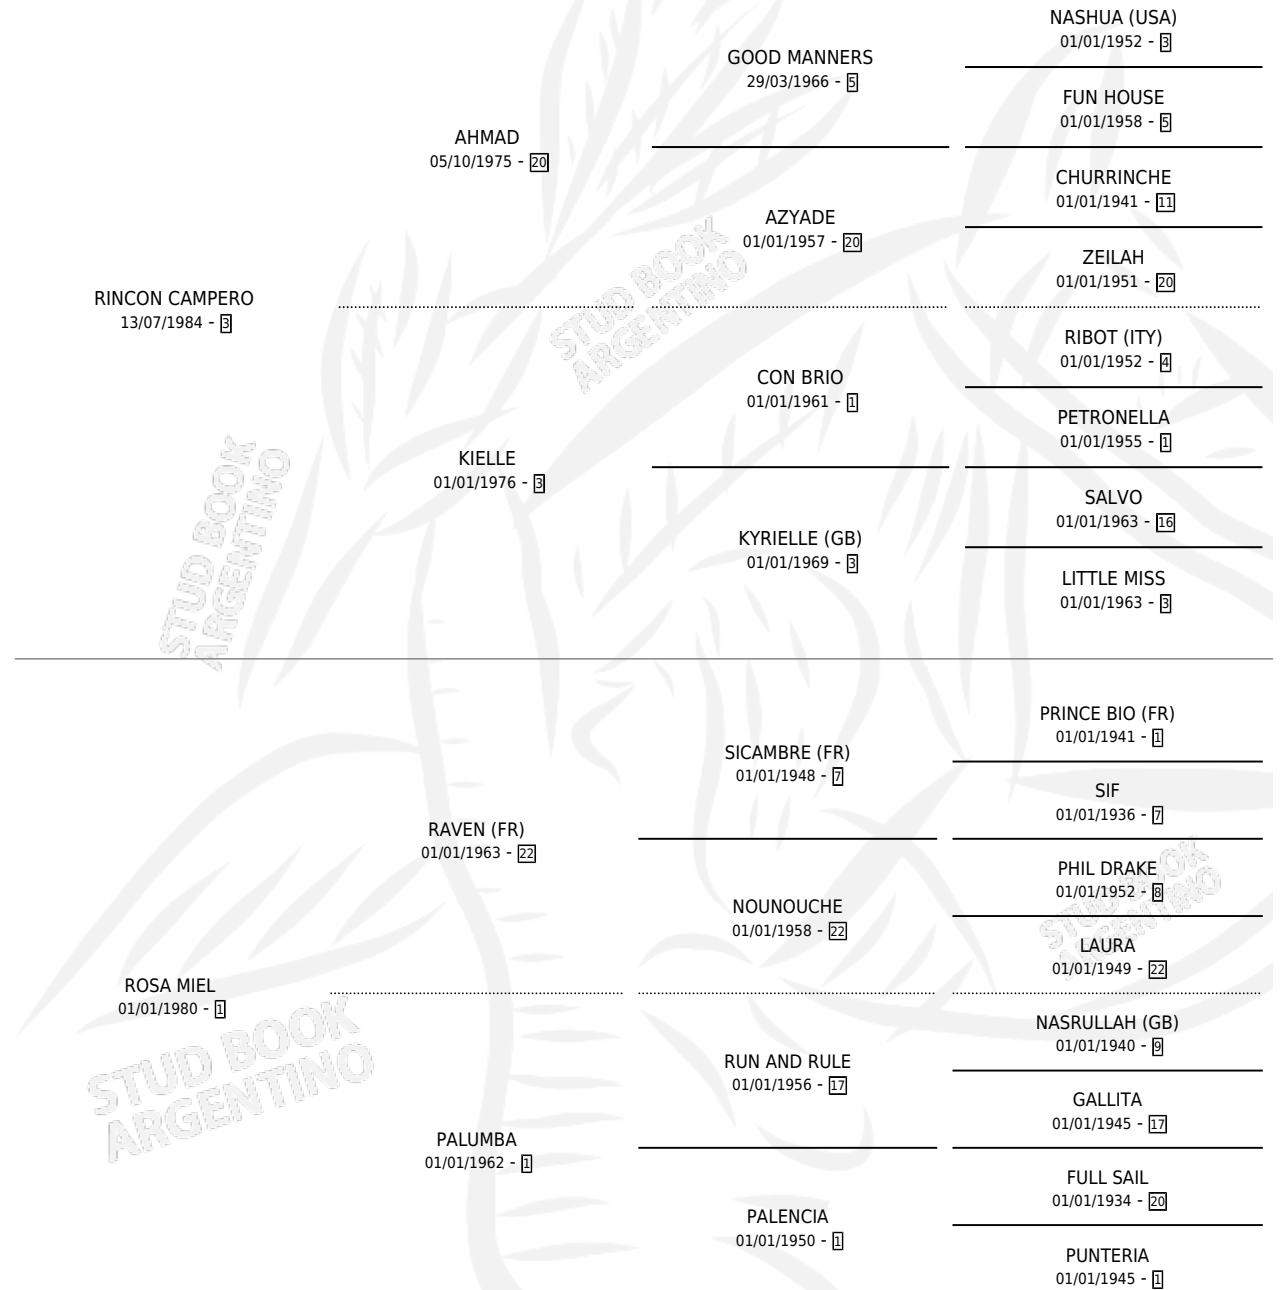 NASHUA (USA)
01/01/1952 - 3
GOOD MANNERS
29/03/1966 - 5
FUN HOUSE
01/01/1958 - 5
AHMAD
05/10/1975 - 20
CHURRINCHE
01/01/1941 - 11
AZYADE
01/01/1957 - 20
ZEILAH
01/01/1951 - 20
RINCON CAMPERO
13/07/1984 - 3
RIBOT (ITY)
01/01/1952 - 4
CON BRIO
01/01/1961 - 1
PETRONELLA
01/01/1955 - 1
KIELLE
01/01/1976 - 3
SALVO
01/01/1963 - 16
KYRIELLE (GB)
01/01/1969 - 3
LITTLE MISS
01/01/1963 - 3
STUD BOOK
ARGENTINO
STUD BOOK
ARGENTINO
PRINCE BIO (FR)
01/01/1941 - 1
SICAMBRE (FR)
01/01/1948 - 7
SIF
01/01/1936 - 7
RAVEN (FR)
01/01/1963 - 22
PHIL DRAKE
01/01/1952 - 8
NOUNOUCHE
01/01/1958 - 22
LAURA
01/01/1949 - 22
STUD BOOK
ARGENTINO
ROSA MIEL
01/01/1980 - 1
NASRULLAH (GB)
01/01/1940 - 9
RUN AND RULE
01/01/1956 - 17
GALLITA
01/01/1945 - 17
PALUMBA
01/01/1962 - 1
FULL SAIL
01/01/1934 - 20
PALENCIA
01/01/1950 - 1
PUNTERIA
01/01/1945 - 1
STUD BOOK
ARGENTINO